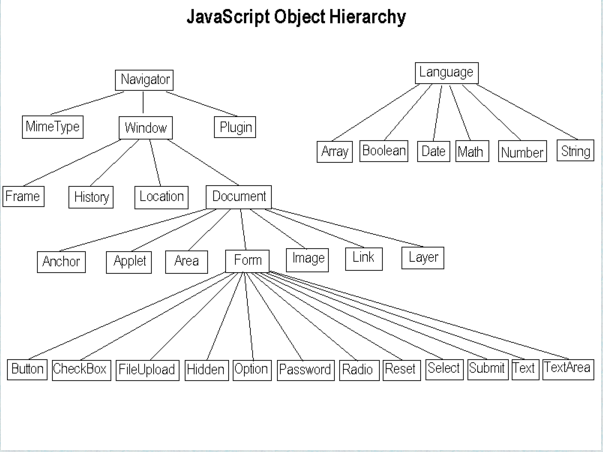 JavaScript Object Hierarchy
Navigator
Language
MimeType Window Plugin
Array Boolean Date Math Number String
Frame History Location Document
Anchor Applet Area Form Image Link Layer
Button CheckBox FileUpload Hidden Option Password Radio Reset Select Submit Text TextArea